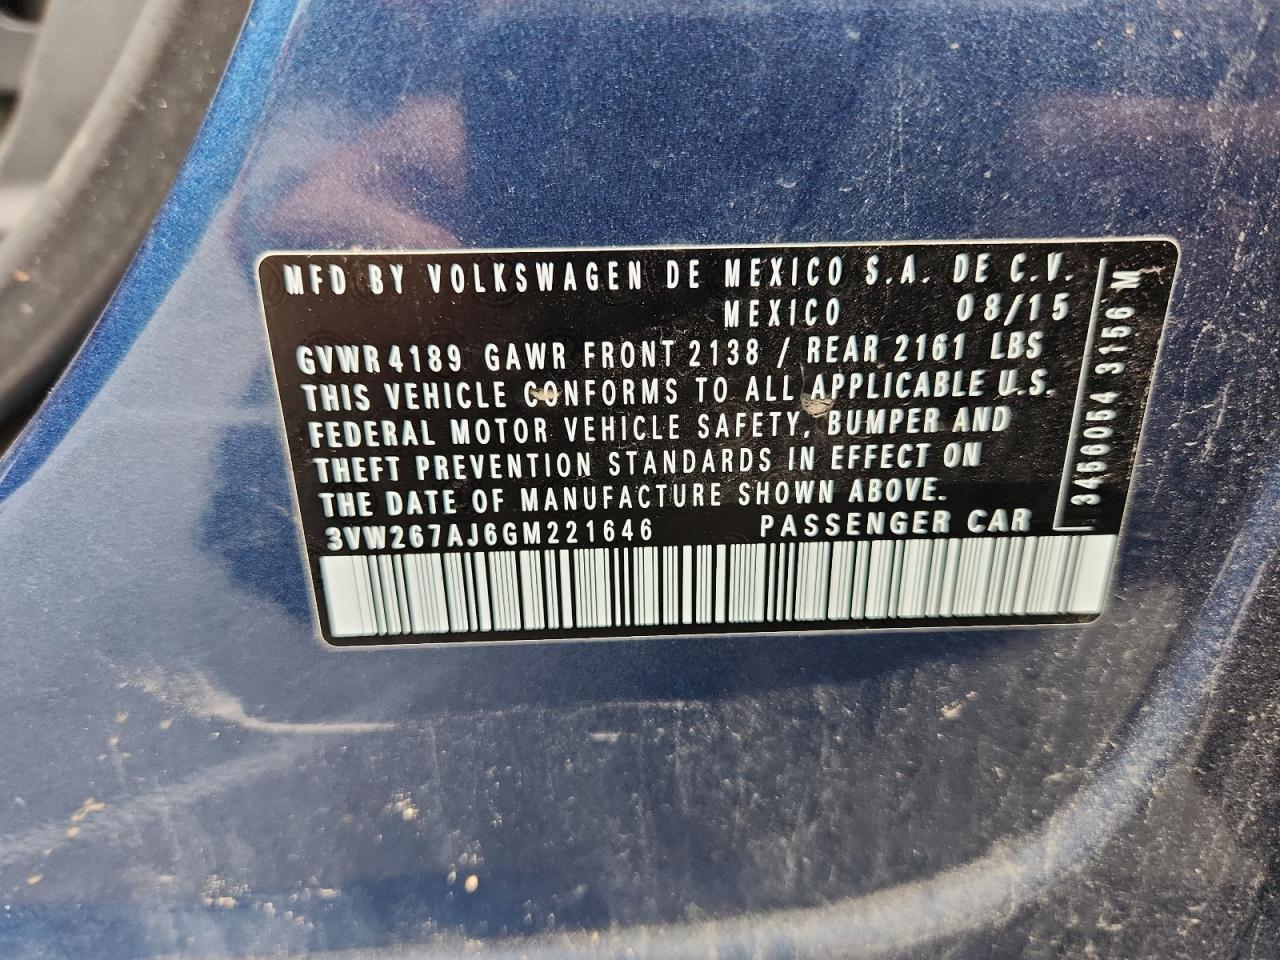 MFD BY VOLKSWAGEN DE MEXICO S.A. DE C.V.
MEXICO 08/15
GVWR 4189 GAWR FRONT 2138 / REAR 2161 LBS
THIS VEHICLE CONFORMS TO ALL APPLICABLE U.S.
FEDERAL MOTOR VEHICLE SAFETY, BUMPER AND
THEFT PREVENTION STANDARDS IN EFFECT ON
THE DATE OF MANUFACTURE SHOWN ABOVE.
3VW267AJ6GM221646 PASSENGER CAR
3456054 3156 M